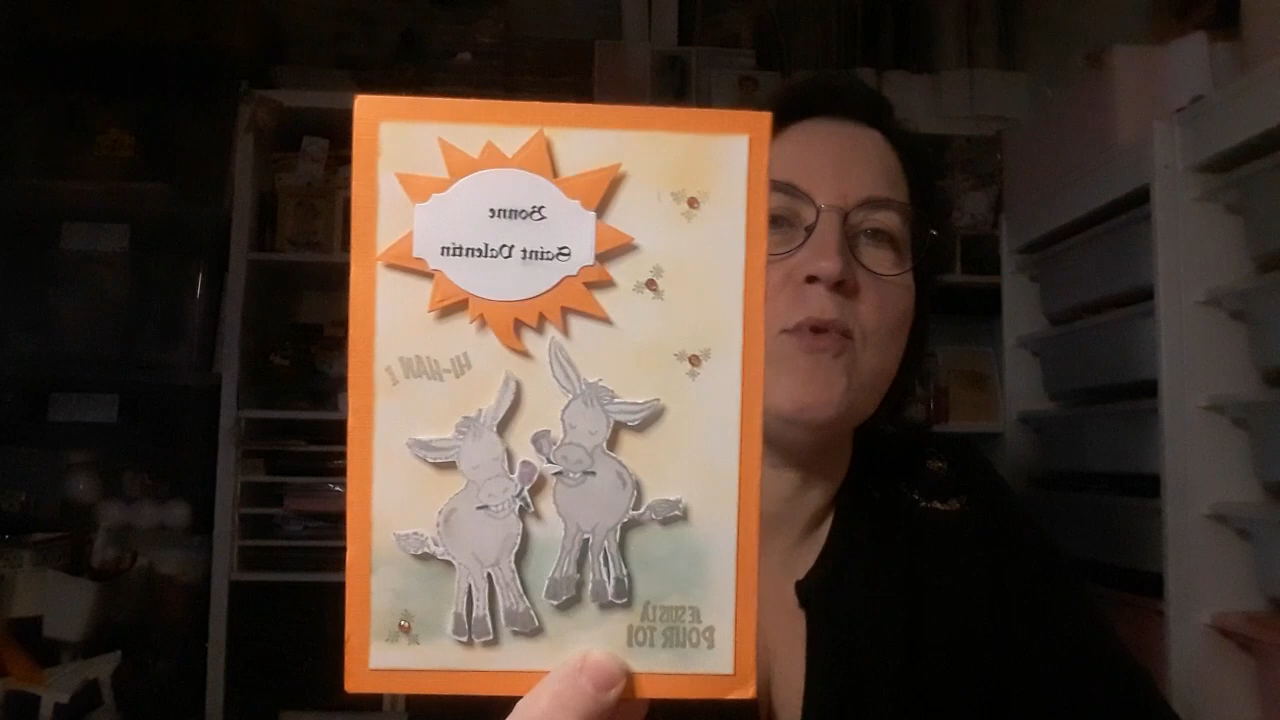 Bonne
Saint Valentin
HI-HAN !
JE SUIS LÀ
POUR TOI